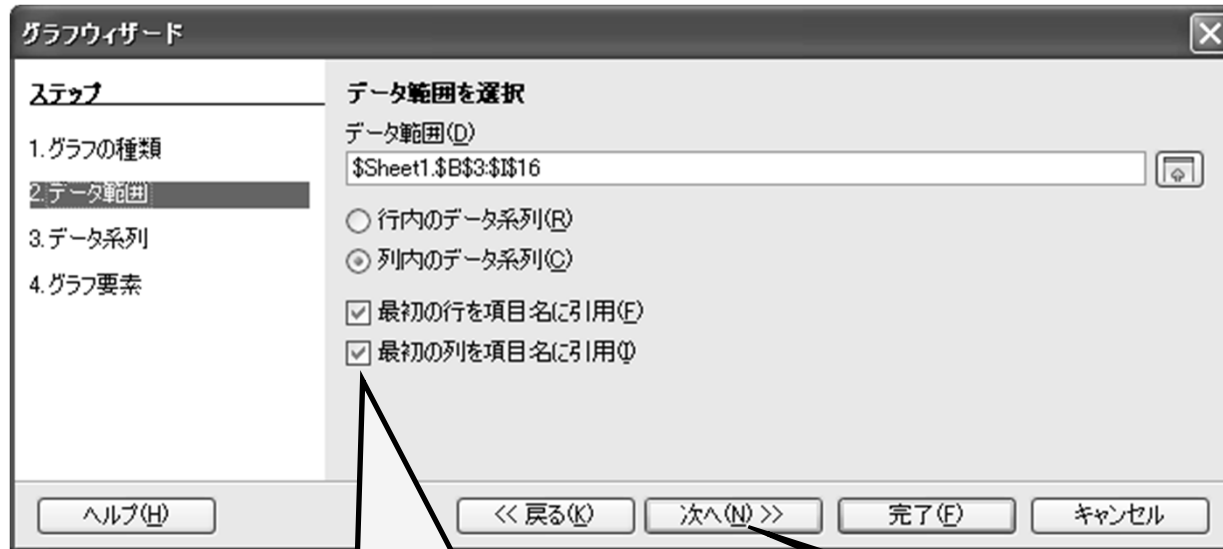 グラフウィザード
ステップ
1.グラフの種類
2.データ範囲
3.データ系列
4.グラフ要素
データ範囲を選択
データ範囲(D)
$Sheet1.$B$3:$I$16
行内のデータ系列(R)
列内のデータ系列(C)
最初の行を項目名に引用(F)
最初の列を項目名に引用(I)
ヘルプ(H)
<< 戻る(K)
次へ(N) >>
完了(F)
キャンセル